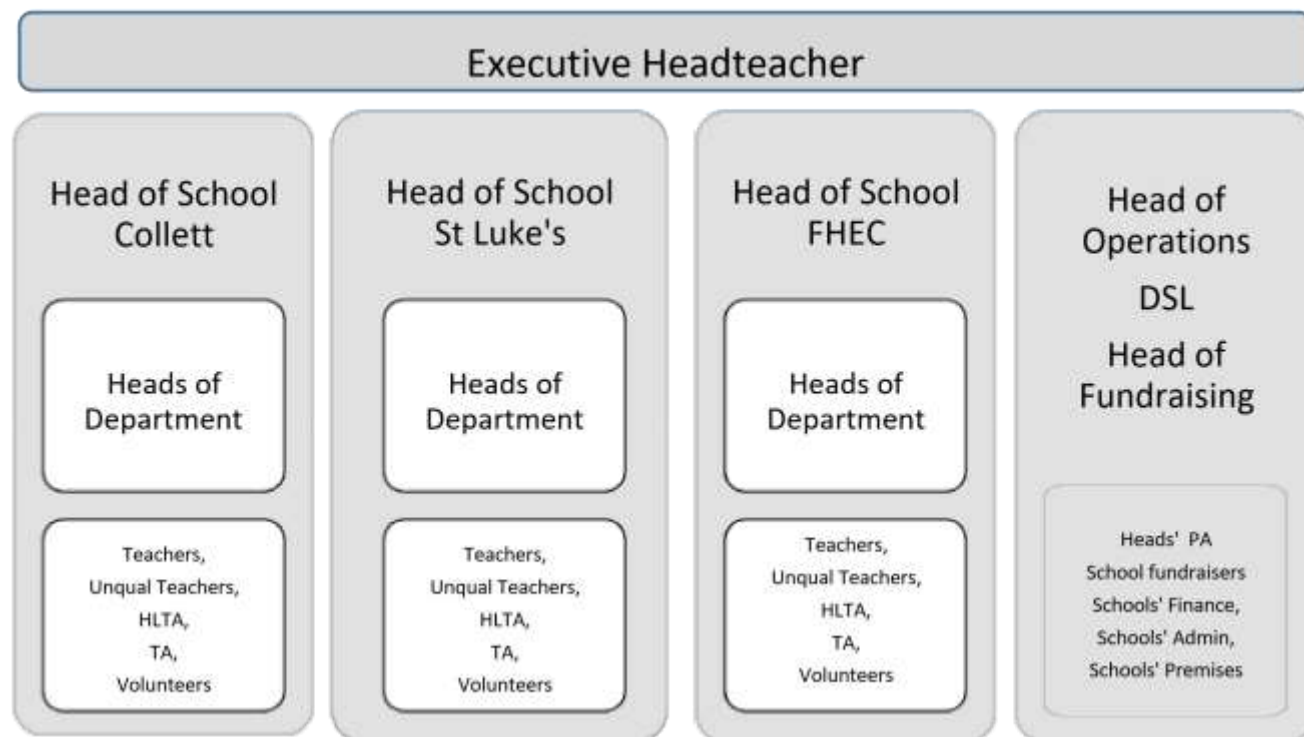 Executive Headteacher
Head of School
Collett
Heads of
Department
Teachers,
Unqual Teachers,
HLTA,
TA,
Volunteers
Head of School
St Luke's
Heads of
Department
Teachers,
Unqual Teachers,
HLTA,
TA,
Volunteers
Head of School
FHEC
Heads of
Department
Teachers,
Unqual Teachers,
HLTA,
TA,
Volunteers
Head of
Operations
DSL
Head of
Fundraising
Heads' PA
School fundraisers
Schools' Finance,
Schools' Admin,
Schools' Premises